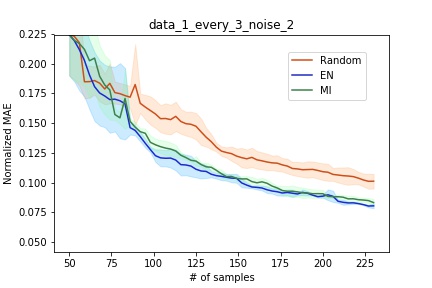 data_1_every_3_noise_2
0.225
0.200
0.175
0.150
0.125
0.100
0.075
0.050
Normalized MAE
Random
EN
MI
50 75 100 125 150 175 200 225
# of samples